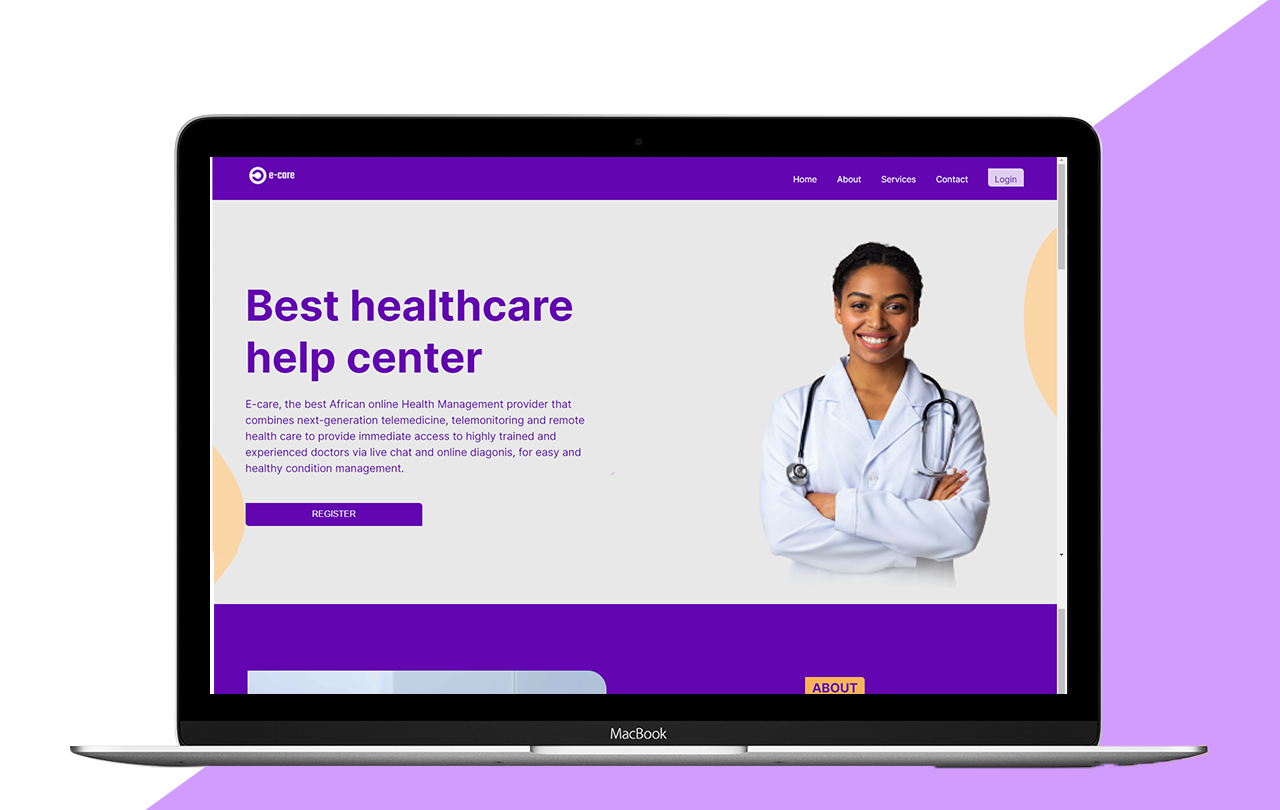 e-care
Home About Services Contact Login
Best healthcare
help center
E-care, the best African online Health Management provider that
combines next-generation telemedicine, telemonitoring and remote
health care to provide immediate access to highly trained and
experienced doctors via live chat and online diagonis, for easy and
healthy condition management.
REGISTER
ABOUT
MacBook